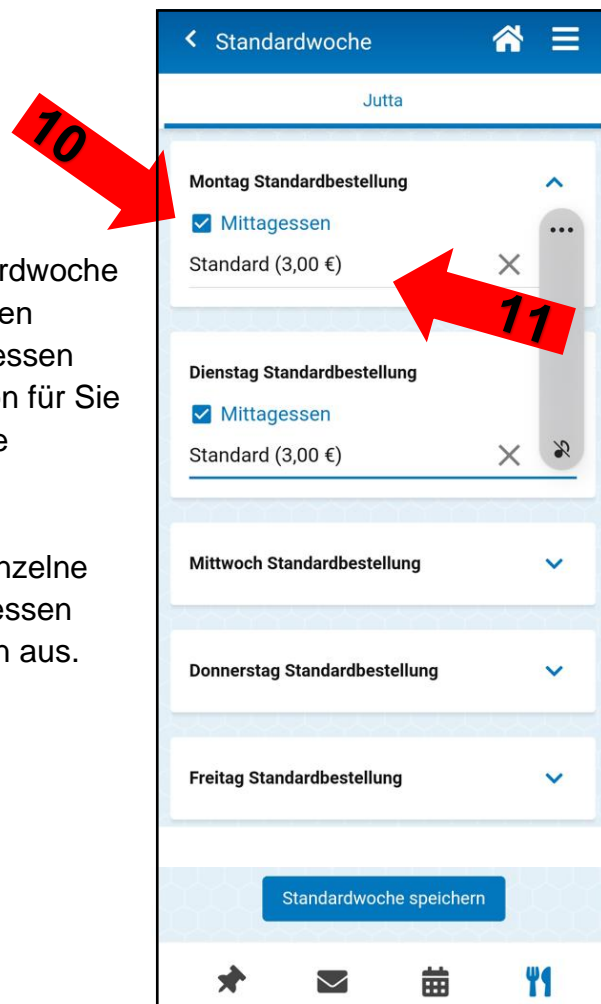 Standardwoche
Jutta
10
Montag Standardbestellung
Mittagessen
Standard (3,00 €)
11
Dienstag Standardbestellung
Mittagessen
Standard (3,00 €)
Mittwoch Standardbestellung
Donnerstag Standardbestellung
Freitag Standardbestellung
Standardwoche speichern
rdwoche
en
essen
n für Sie
e
nzelne
essen
n aus.